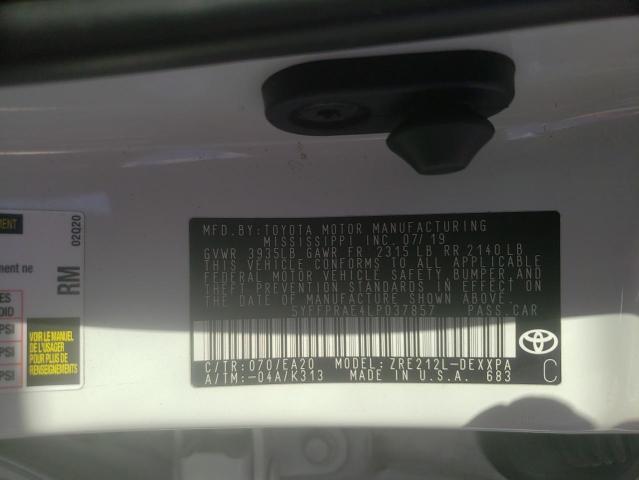 MFD.BY:TOYOTA MOTOR MANUFACTURING
MISSISSIPPI INC. 07/19
GVWR 3935LB GAWR FR 2315 LB RR 2140 LB
THIS VEHICLE CONFORMS TO ALL APPLICABLE
FEDERAL MOTOR VEHICLE SAFETY, BUMPER, AND
THEFT PREVENTION STANDARDS IN EFFECT ON
THE DATE OF MANUFACTURE SHOWN ABOVE.
5YFFPRAE4LP037857 PASS.CAR
C/TR:070/EA20 MODEL:ZRE212L-DEXXPA
A/TM:-04A/K313 MADE IN U.S.A. 683
C
02020
RM
ment ne
PSI
PSI
PSI
VOIR LE MANUEL
DE L'USAGER
POUR PLUS DE
RENSEIGNEMENTS